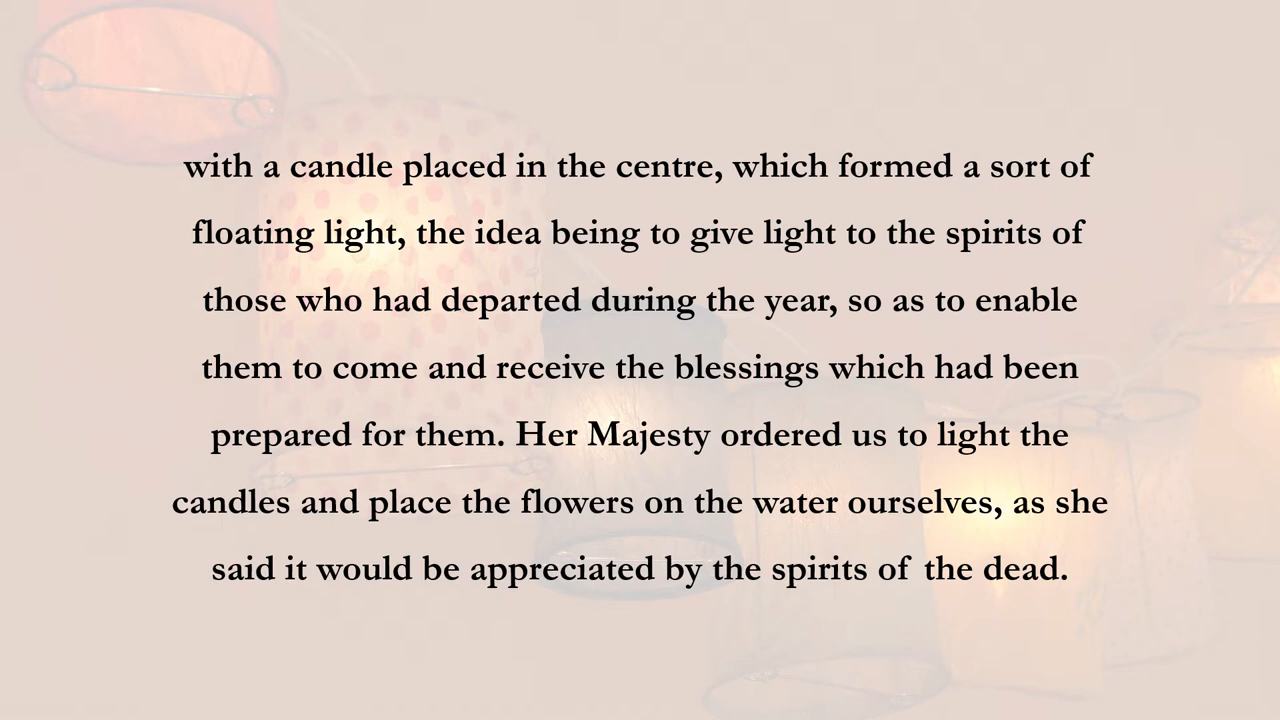 with a candle placed in the centre, which formed a sort of
floating light, the idea being to give light to the spirits of
those who had departed during the year, so as to enable
them to come and receive the blessings which had been
prepared for them. Her Majesty ordered us to light the
candles and place the flowers on the water ourselves, as she
said it would be appreciated by the spirits of the dead.